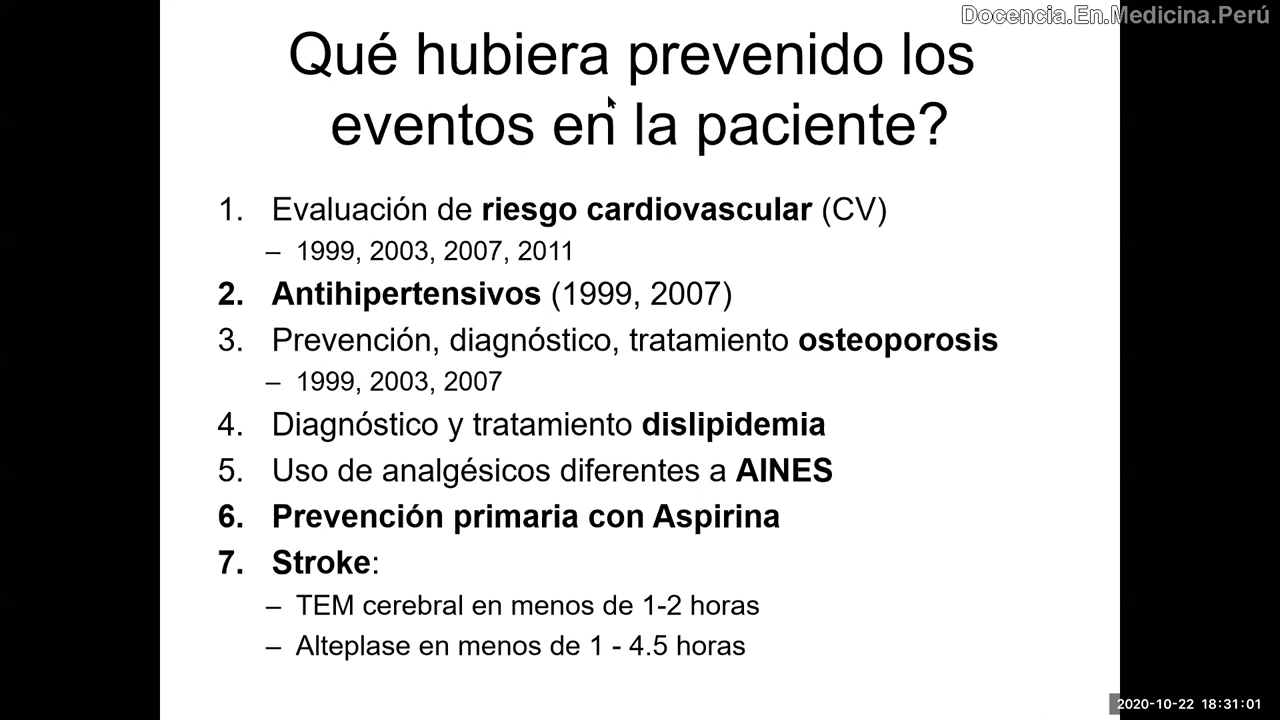 Docencia.En.Medicina.Perú
Qué hubiera prevenido los
eventos en la paciente?
1. Evaluación de riesgo cardiovascular (CV)
– 1999, 2003, 2007, 2011
2. Antihipertensivos (1999, 2007)
3. Prevención, diagnóstico, tratamiento osteoporosis
– 1999, 2003, 2007
4. Diagnóstico y tratamiento dislipidemia
5. Uso de analgésicos diferentes a AINES
6. Prevención primaria con Aspirina
7. Stroke:
– TEM cerebral en menos de 1-2 horas
– Alteplase en menos de 1 - 4.5 horas
2020-10-22 18:31:01